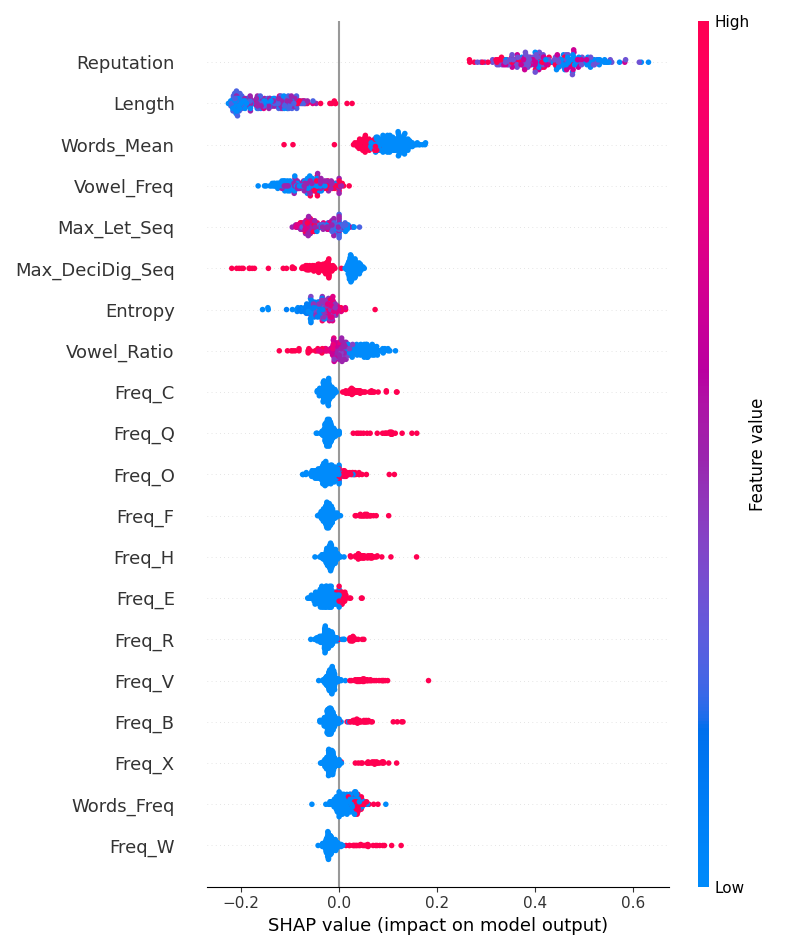 High
Reputation
Length
Words_Mean
Vowel_Freq
Max_Let_Seq
Max_DeciDig_Seq
Entropy
Vowel_Ratio
Freq_C
Freq_Q
Freq_O
Freq_F
Freq_H
Freq_E
Freq_R
Freq_V
Freq_B
Freq_X
Words_Freq
Freq_W
Feature value
Low
−0.2 0.0 0.2 0.4 0.6
SHAP value (impact on model output)